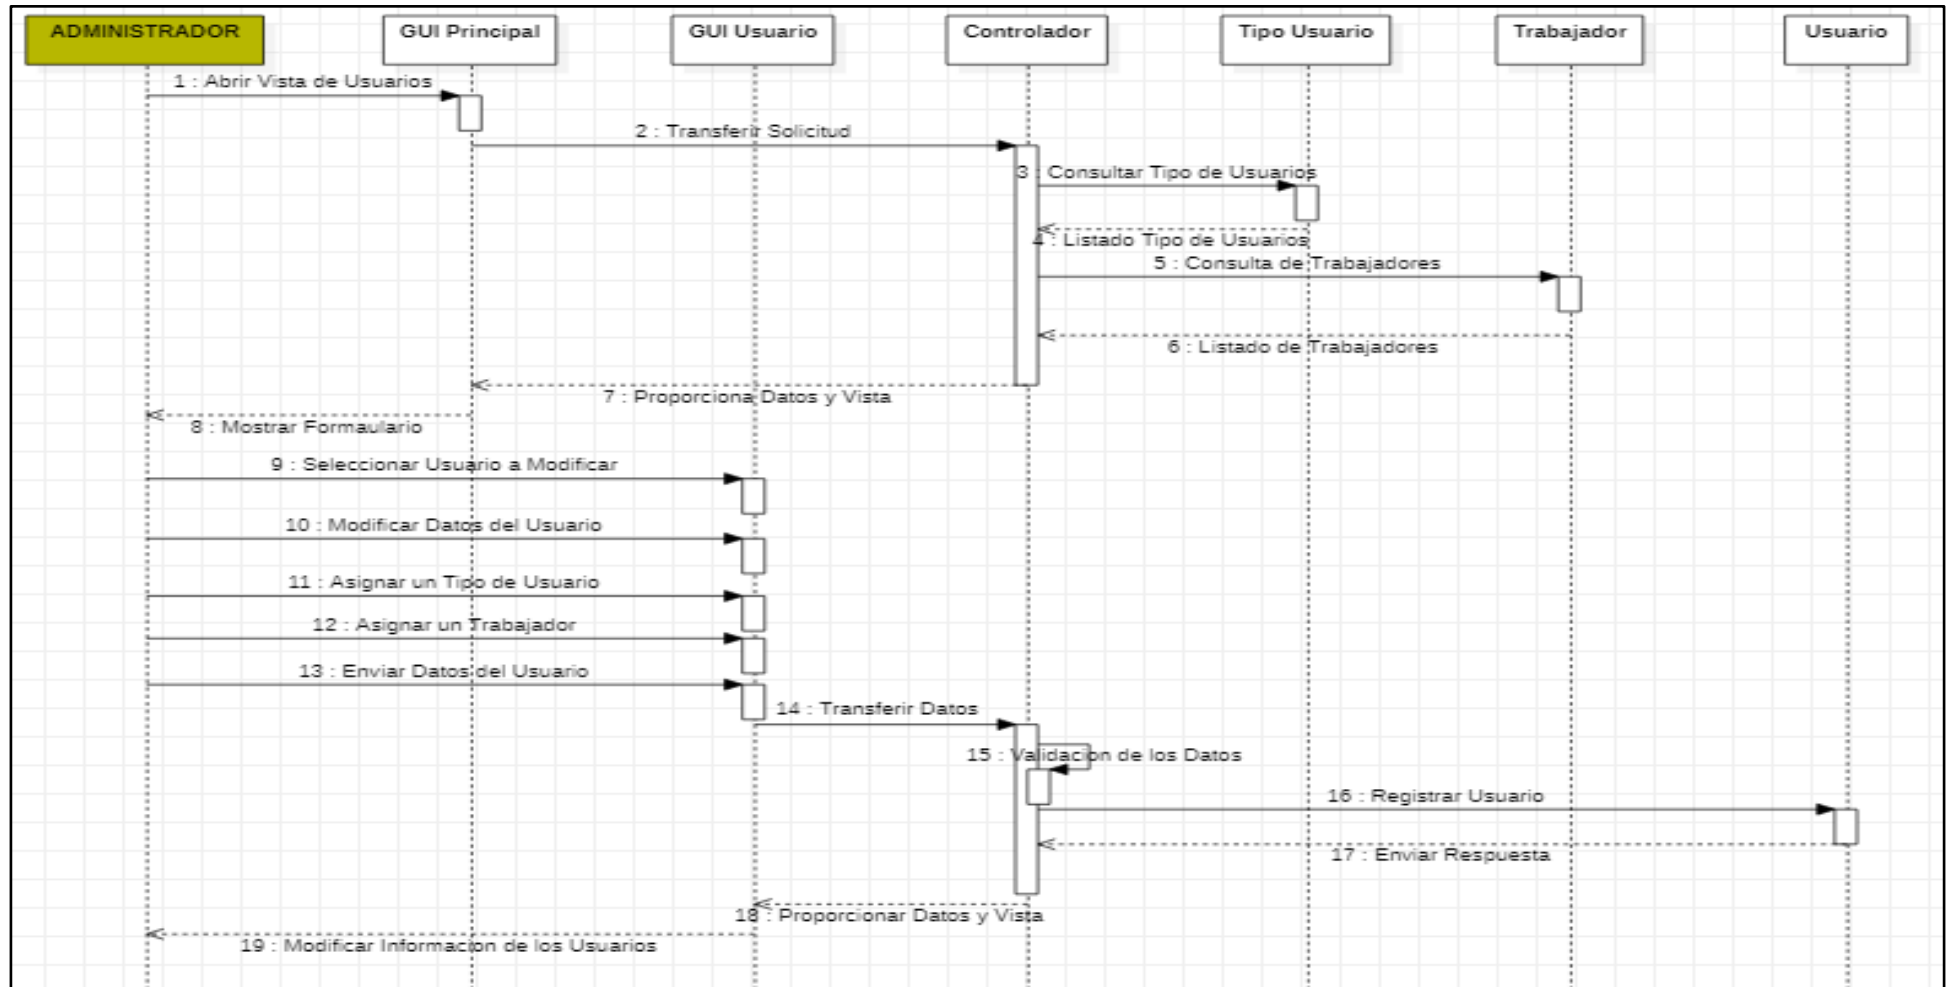 ADMINISTRADOR
GUI Principal
GUI Usuario
Controlador
Tipo Usuario
Trabajador
Usuario
1 : Abrir Vista de Usuarios
2 : Transferir Solicitud
3 : Consultar Tipo de Usuarios
4 : Listado Tipo de Usuarios
5 : Consulta de Trabajadores
6 : Listado de Trabajadores
7 : Proporciona Datos y Vista
8 : Mostrar Formaulario
9 : Seleccionar Usuario a Modificar
10 : Modificar Datos del Usuario
11 : Asignar un Tipo de Usuario
12 : Asignar un Trabajador
13 : Enviar Datos del Usuario
14 : Transferir Datos
15 : Validacion de los Datos
16 : Registrar Usuario
17 : Enviar Respuesta
18 : Proporcionar Datos y Vista
19 : Modificar Informacion de los Usuarios